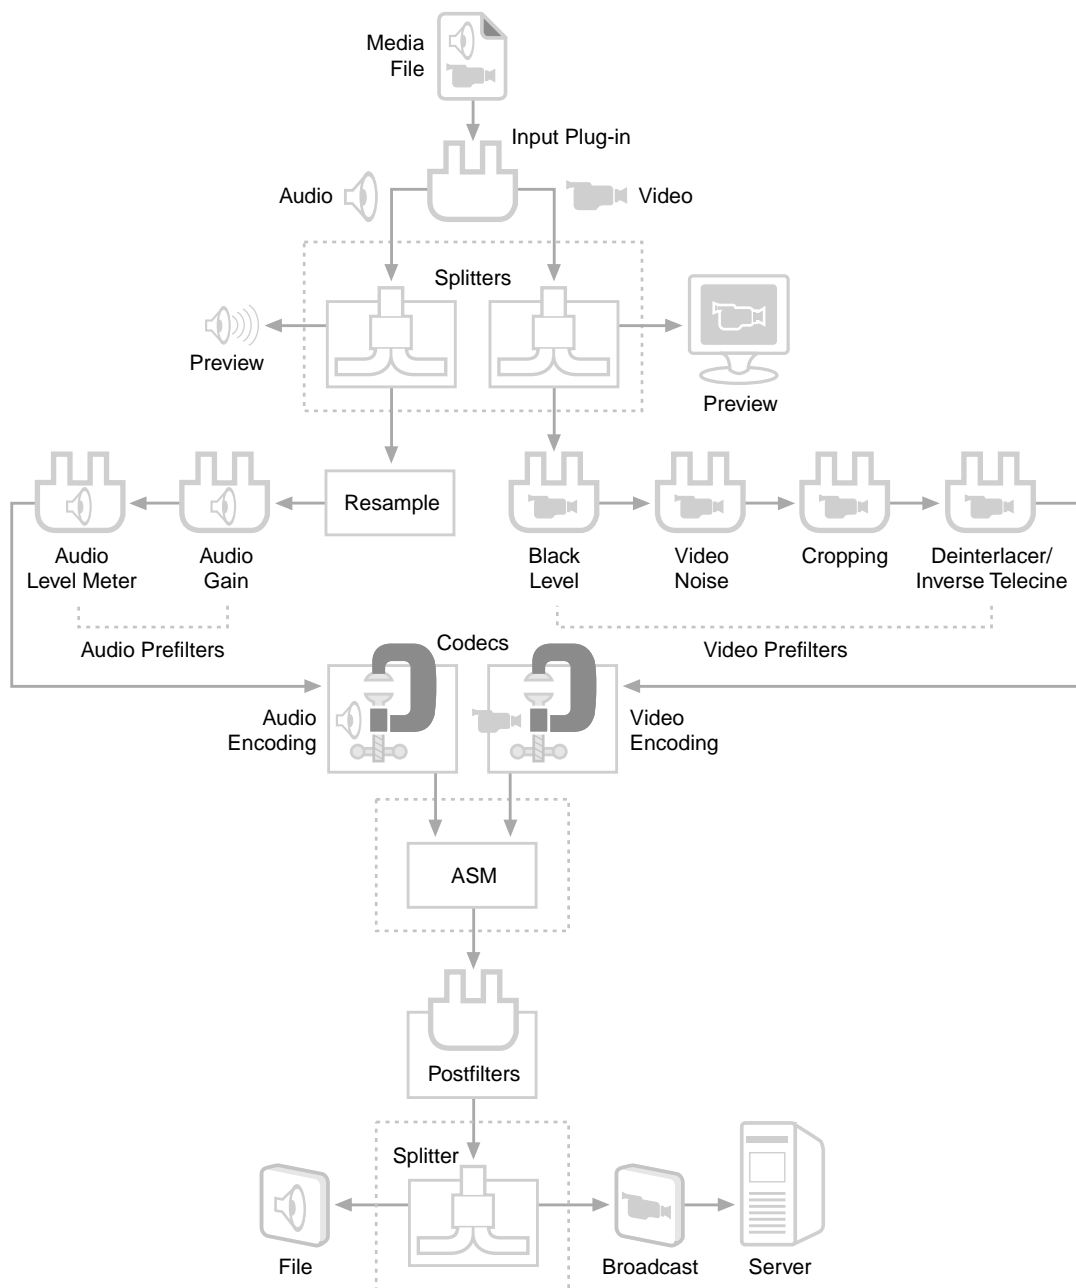 Media
File
Input Plug-in
Audio
Video
Splitters
Preview
Preview
Resample
Audio
Level Meter
Audio
Gain
Black
Level
Video
Noise
Cropping
Deinterlacer/
Inverse Telecine
Audio Prefilters
Codecs
Video Prefilters
Audio
Encoding
Video
Encoding
ASM
Postfilters
Splitter
File
Broadcast
Server